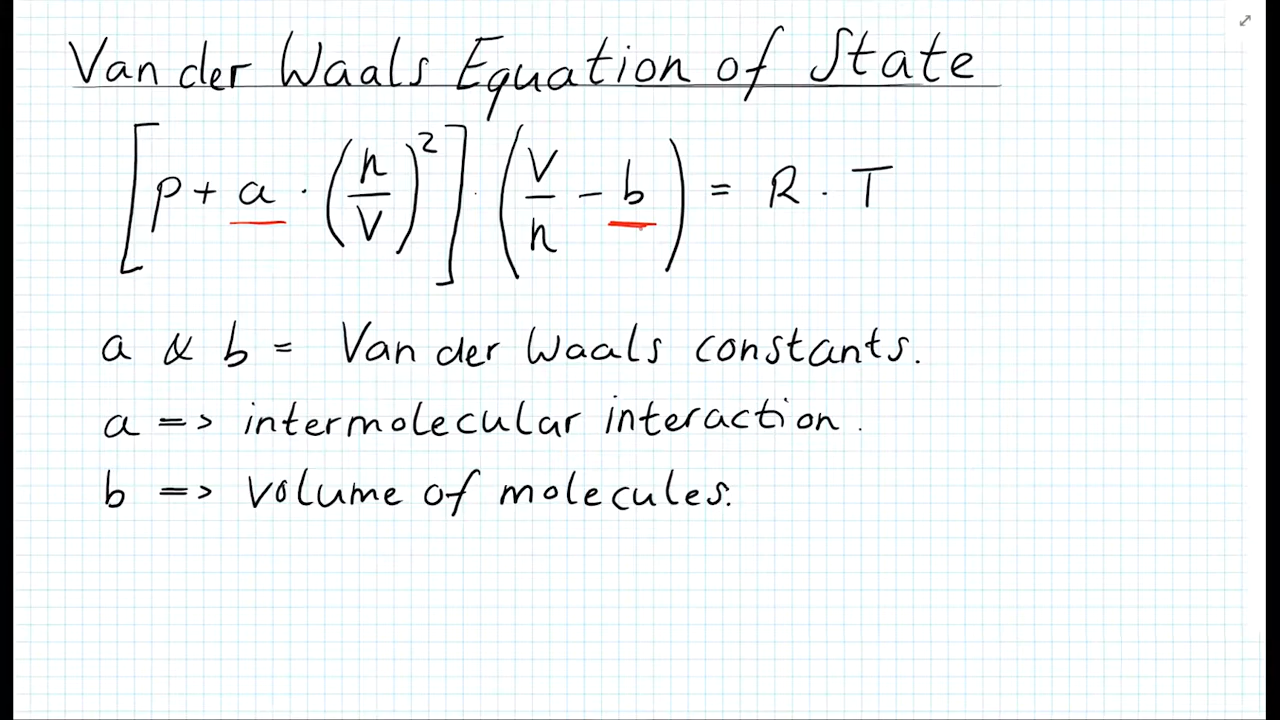 Van der Waals Equation of State
[p + a · (n/V)²] · (V/n - b) = R · T
a & b = Van der Waals constants.
a => intermolecular interaction.
b => volume of molecules.